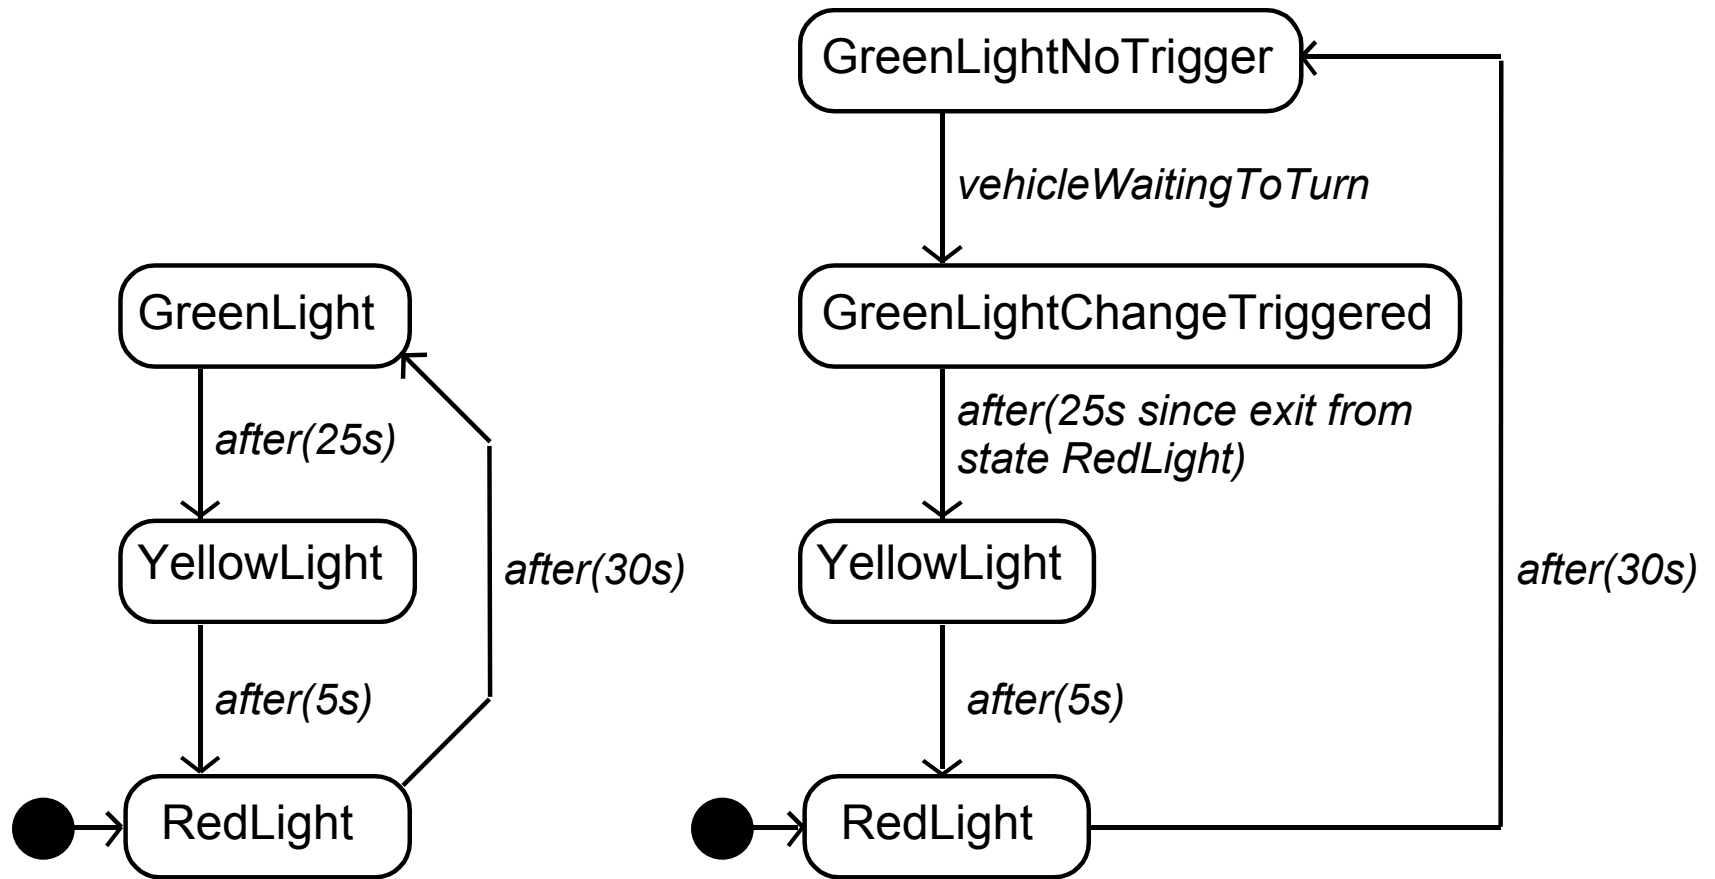 GreenLight
after(25s)
YellowLight
after(30s)
after(5s)
RedLight
GreenLightNoTrigger
vehicleWaitingToTurn
GreenLightChangeTriggered
after(25s since exit from
state RedLight)
YellowLight
after(30s)
after(5s)
RedLight